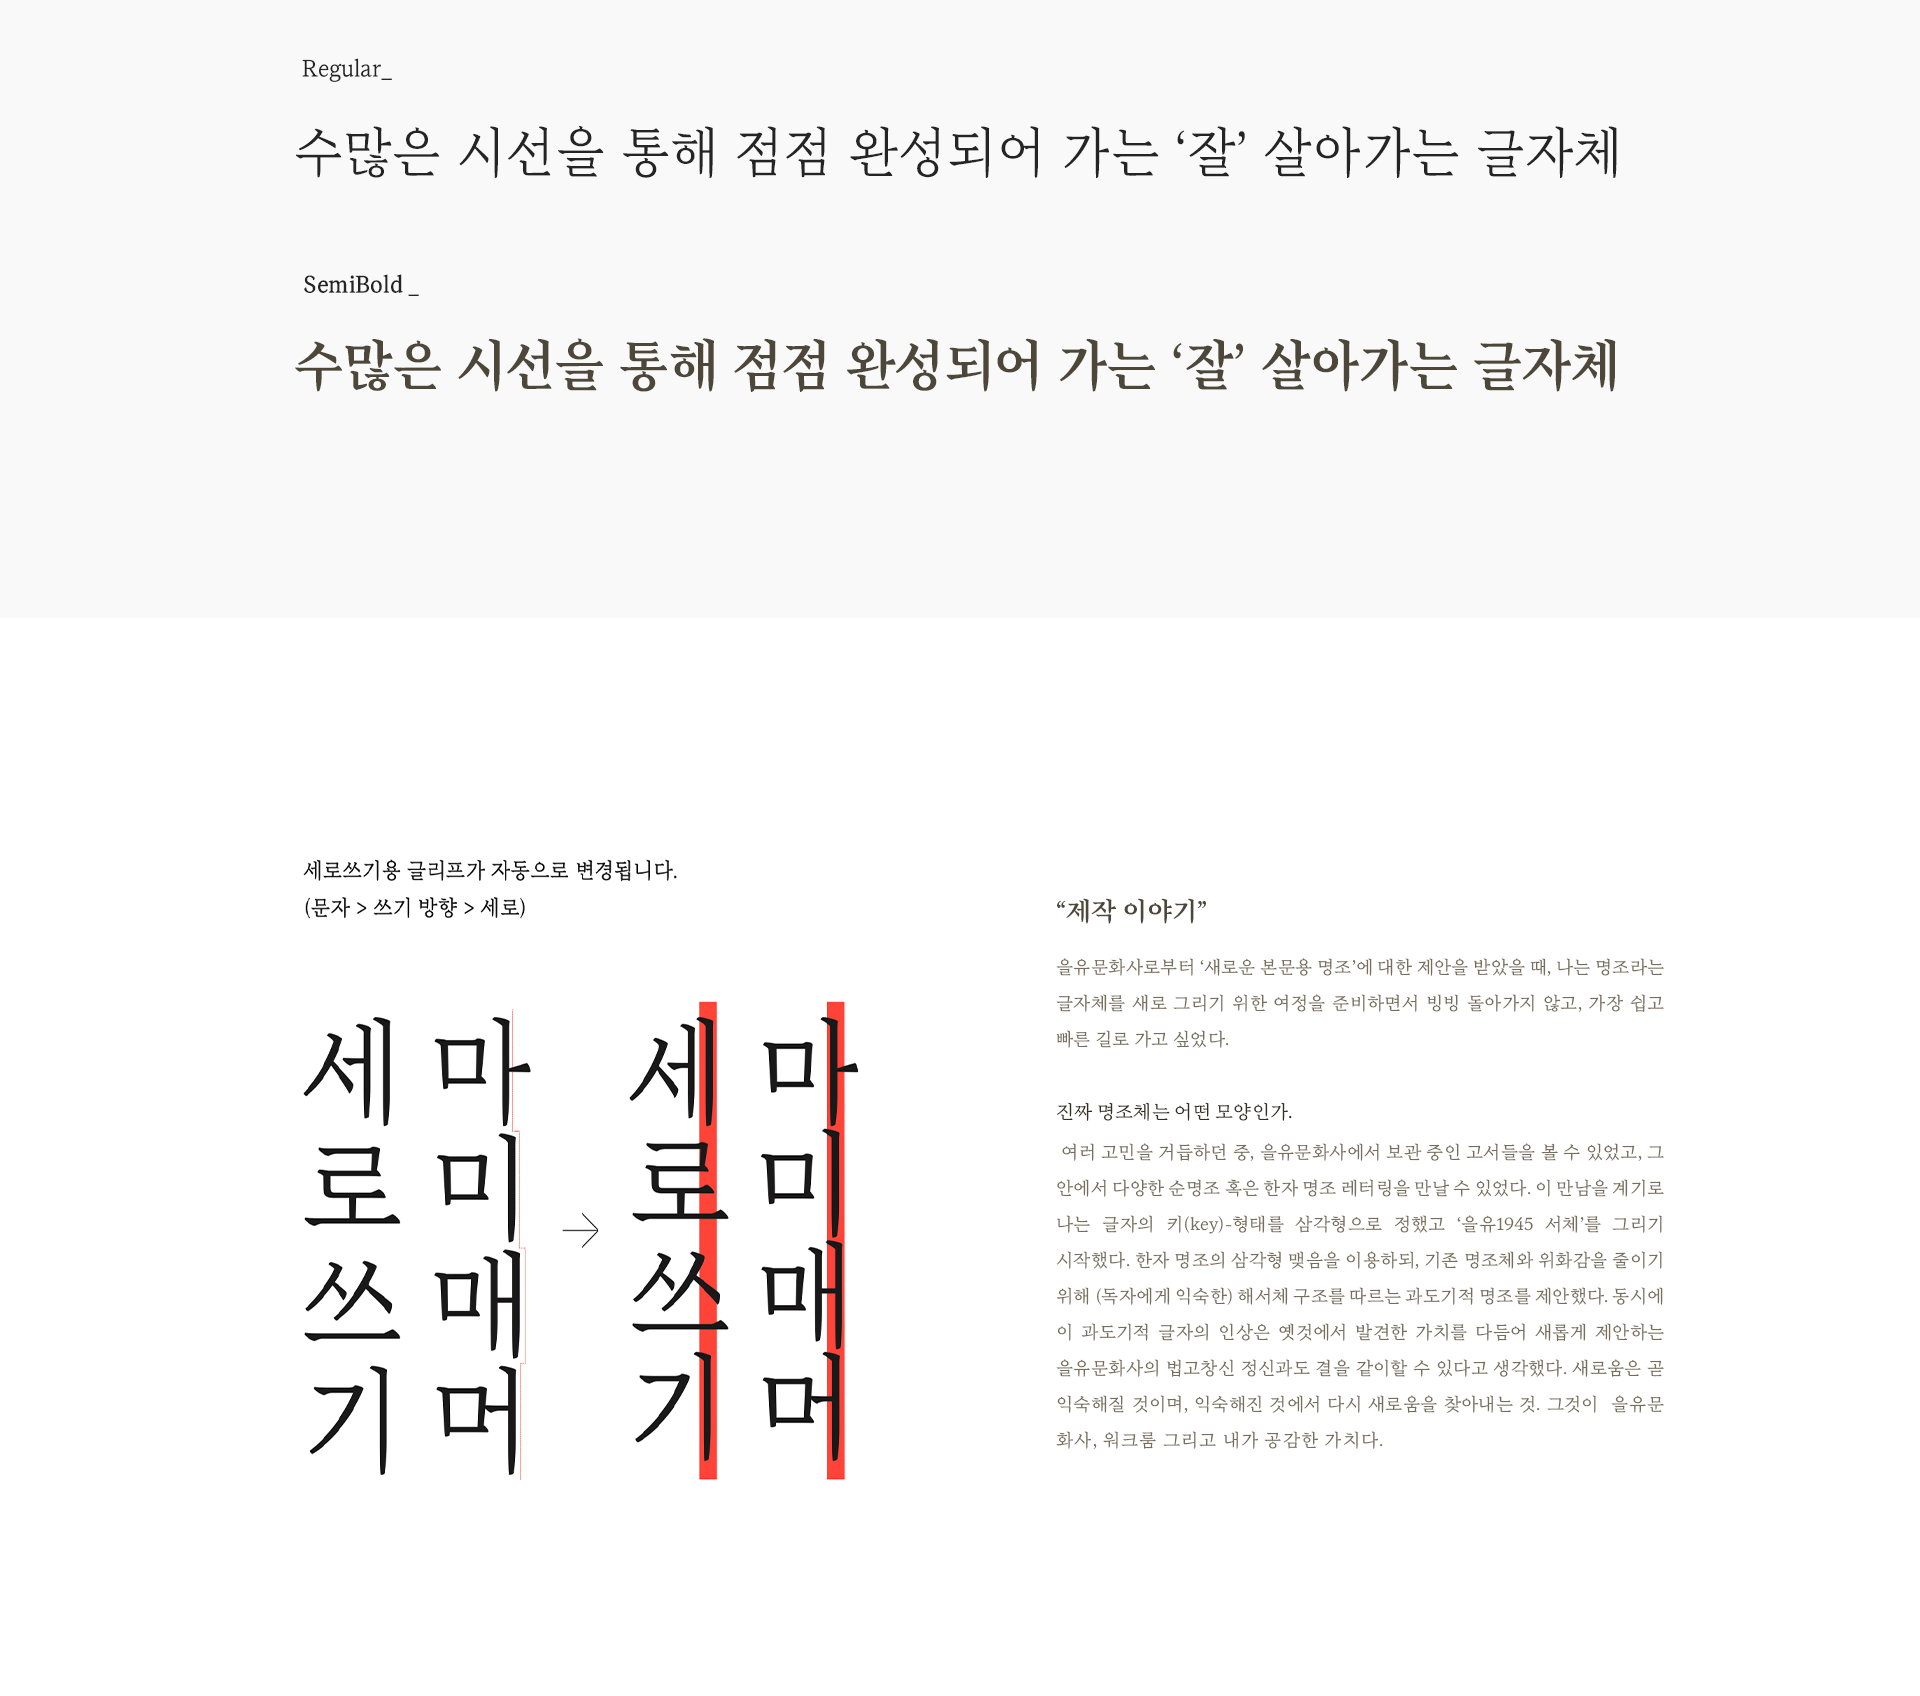 Regular_
수많은 시선을 통해 점점 완성되어 가는 ‘잘’ 살아가는 글자체
SemiBold _
수많은 시선을 통해 점점 완성되어 가는 ‘잘’ 살아가는 글자체
세로쓰기용 글리프가 자동으로 변경됩니다.
(문자 > 쓰기 방향 > 세로)
세로쓰기
마미매머
→
세로쓰기
마미매머
“제작 이야기”
을유문화사로부터 ‘새로운 본문용 명조’에 대한 제안을 받았을 때, 나는 명조라는
글자체를 새로 그리기 위한 여정을 준비하면서 빙빙 돌아가지 않고, 가장 쉽고
빠른 길로 가고 싶었다.
진짜 명조체는 어떤 모양인가.
여러 고민을 거듭하던 중, 을유문화사에서 보관 중인 고서들을 볼 수 있었고, 그
안에서 다양한 순명조 혹은 한자 명조 레터링을 만날 수 있었다. 이 만남을 계기로
나는 글자의 키(key)-형태를 삼각형으로 정했고 ‘을유1945 서체’를 그리기
시작했다. 한자 명조의 삼각형 맺음을 이용하되, 기존 명조체와 위화감을 줄이기
위해 (독자에게 익숙한) 해서체 구조를 따르는 과도기적 명조를 제안했다. 동시에
이 과도기적 글자의 인상은 옛것에서 발견한 가치를 다듬어 새롭게 제안하는
을유문화사의 법고창신 정신과도 결을 같이할 수 있다고 생각했다. 새로움은 곧
익숙해질 것이며, 익숙해진 것에서 다시 새로움을 찾아내는 것. 그것이 을유문
화사, 워크룸 그리고 내가 공감한 가치다.